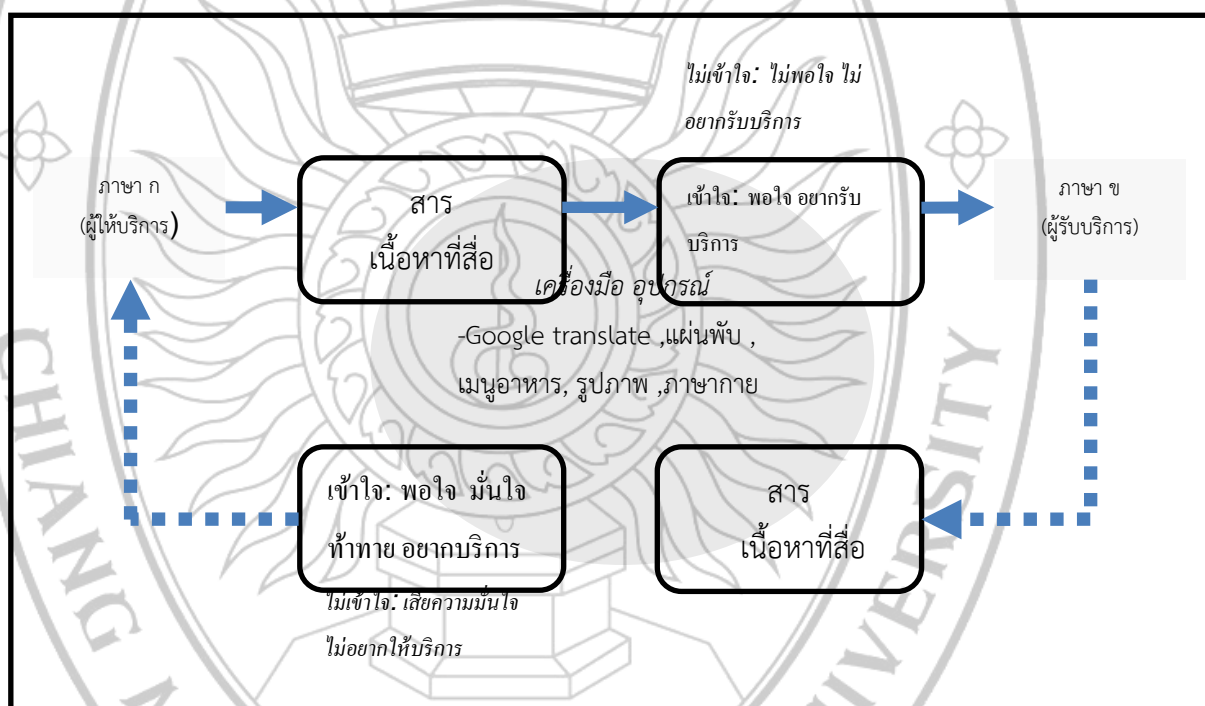 ไม่เข้าใจ: ไม่พอใจ ไม่
อยากรับบริการ
ภาษา ก
(ผู้ให้บริการ)
สาร
เนื้อหาที่สื่อ
เข้าใจ: พอใจ อยากรับ
บริการ
ภาษา ข
(ผู้รับบริการ)
เครื่องมือ อุปกรณ์
-Google translate ,แผ่นพับ ,
เมนูอาหาร, รูปภาพ ,ภาษากาย
เข้าใจ: พอใจ มั่นใจ
ท้าทาย อยากบริการ
ไม่เข้าใจ: เสียความมั่นใจ
ไม่อยากให้บริการ
สาร
เนื้อหาที่สื่อ
CHIANG
UNIVERSITY